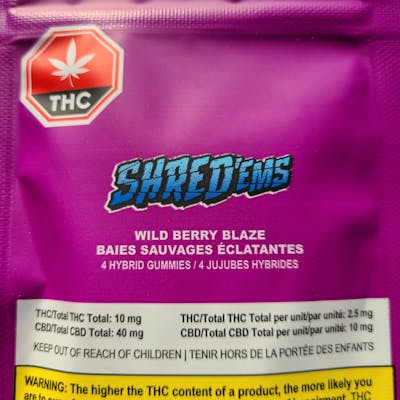 THC
SHRED'EMS
WILD BERRY BLAZE
BAIES SAUVAGES ÉCLATANTES
4 HYBRID GUMMIES / 4 JUJUBES HYBRIDES
THC/Total THC Total: 10 mg THC/Total THC Total per unit/par unité: 2.5 mg
CBD/Total CBD Total: 40 mg CBD/Total CBD Total per unit/par unité: 10 mg
KEEP OUT OF REACH OF CHILDREN | TENIR HORS DE LA PORTÉE DES ENFANTS
WARNING: The higher the THC content of a product, the more likely you
are to THC